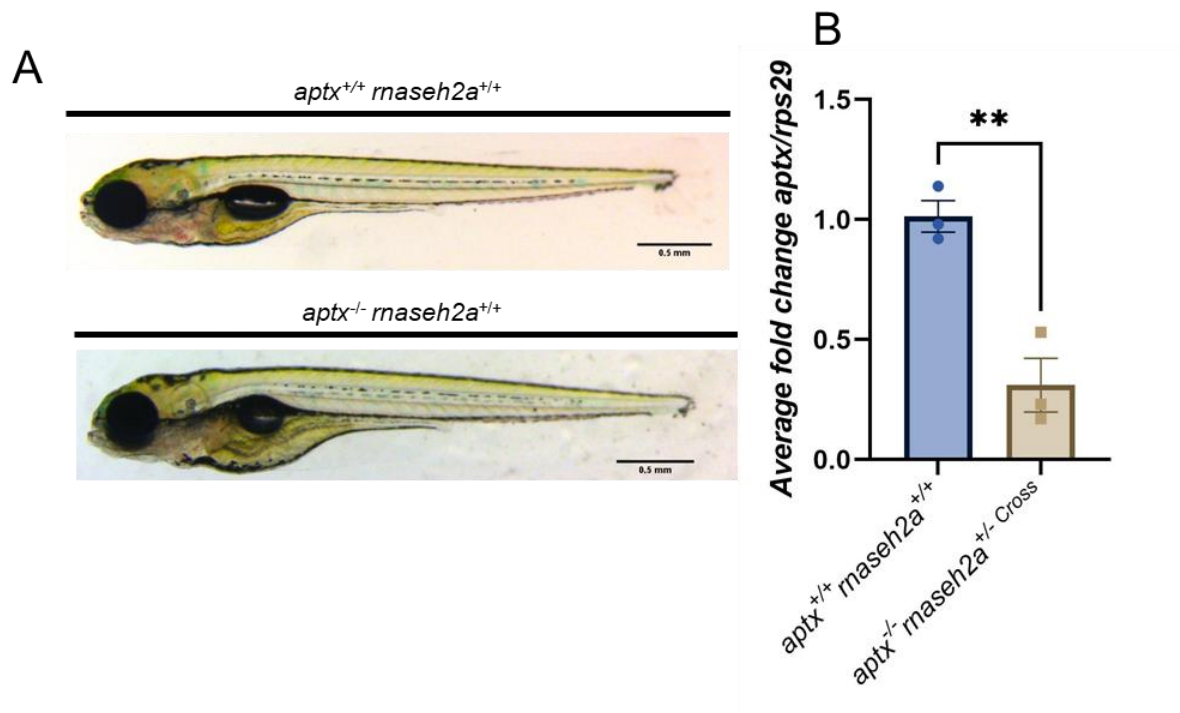 A
aptx+/+ rnaseh2a+/+
0.5 mm
aptx-/- rnaseh2a+/+
0.5 mm
B
Average fold change aptx/rps29
1.5
**
1.0
0.5
0.0
aptx+/+ rnaseh2a+/+
aptx-/- rnaseh2a+/- Cross